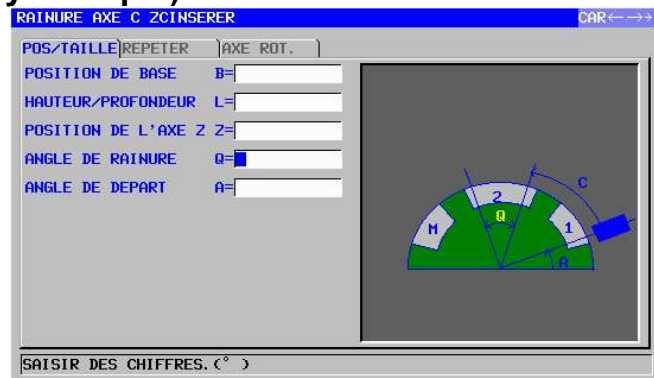 RAINURE AXE C ZCINSERER CAR←-→
POS/TAILLE REPETER AXE ROT.
POSITION DE BASE B=
HAUTEUR/PROFONDEUR L=
POSITION DE L'AXE Z Z=
ANGLE DE RAINURE Q=
ANGLE DE DEPART A=
C
2
Q
M
1
A
SAISIR DES CHIFFRES.(° )